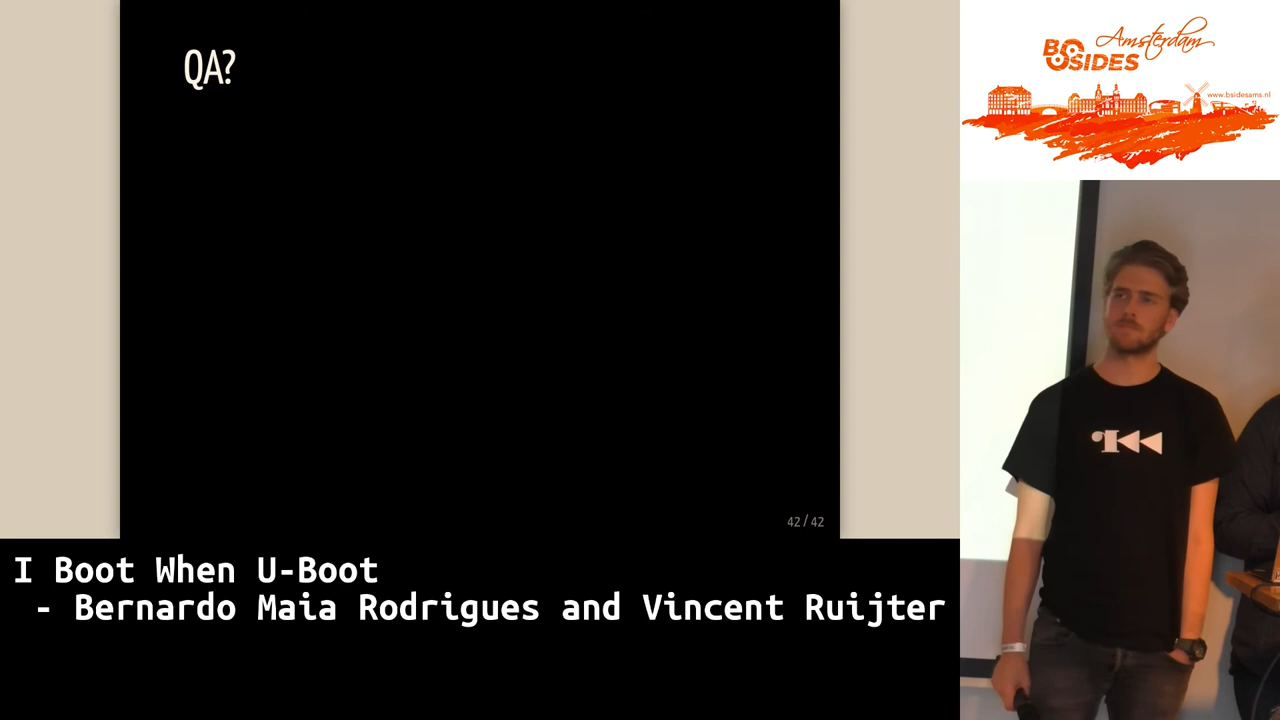 QA?
42 / 42
I Boot When U-Boot
- Bernardo Maia Rodrigues and Vincent Ruijter
Amsterdam
BSIDES
www.bsidesams.nl